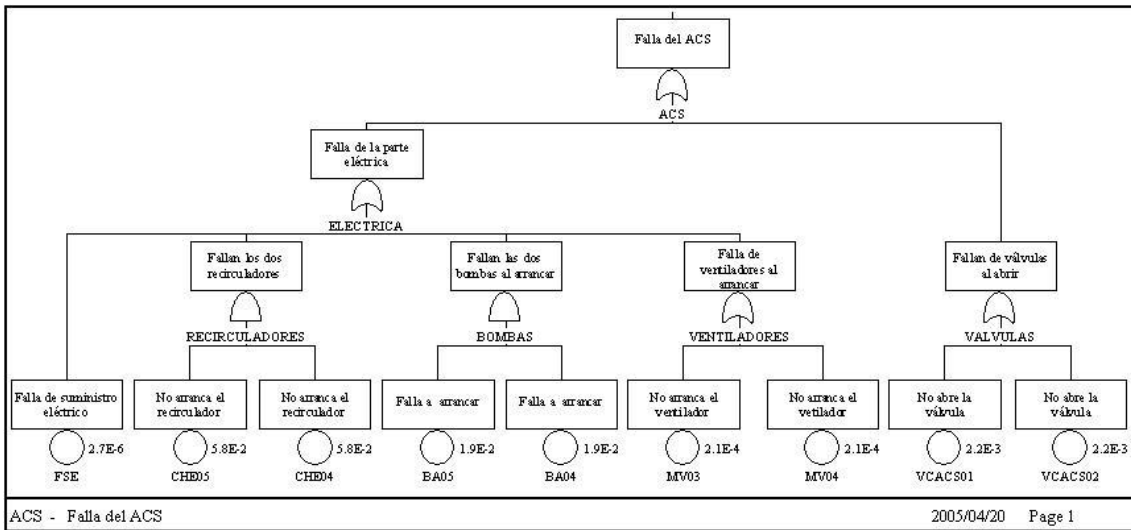 Falla del ACS
ACS
Falla de la parte
eléctrica
ELECTRICA
Fallan los dos
recirculadores
Fallan las dos
bombas al arrancar
Falla de
ventiladores al
arrancar
Fallan de válvulas
al abrir
RECIRCULADORES
BOMBAS
VENTILADORES
VALVULAS
Falla de suministro
eléctrico
No arranca el
recirculador
No arranca el
recirculador
Falla a arrancar
Falla a arrancar
No arranca el
ventilador
No arranca el
vetilador
No abre la
válvula
No abre la
válvula
2.7E-6
5.8E-2
5.8E-2
1.9E-2
1.9E-2
2.1E-4
2.1E-4
2.2E-3
2.2E-3
FSE
CHE05
CHE04
BA05
BA04
MV03
MV04
VCACS01
VCACS02
ACS - Falla del ACS
2005/04/20 Page 1